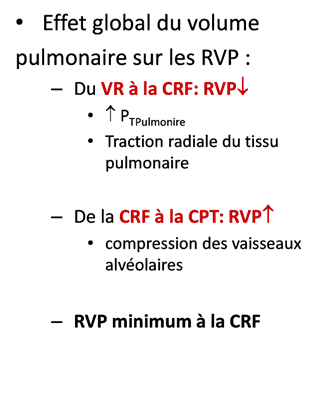 • Effet global du volume
pulmonaire sur les RVP :
– Du VR à la CRF: RVP↓
• ↑ PTPulmonire
• Traction radiale du tissu
pulmonaire
– De la CRF à la CPT: RVP↑
• compression des vaisseaux
alvéolaires
– RVP minimum à la CRF